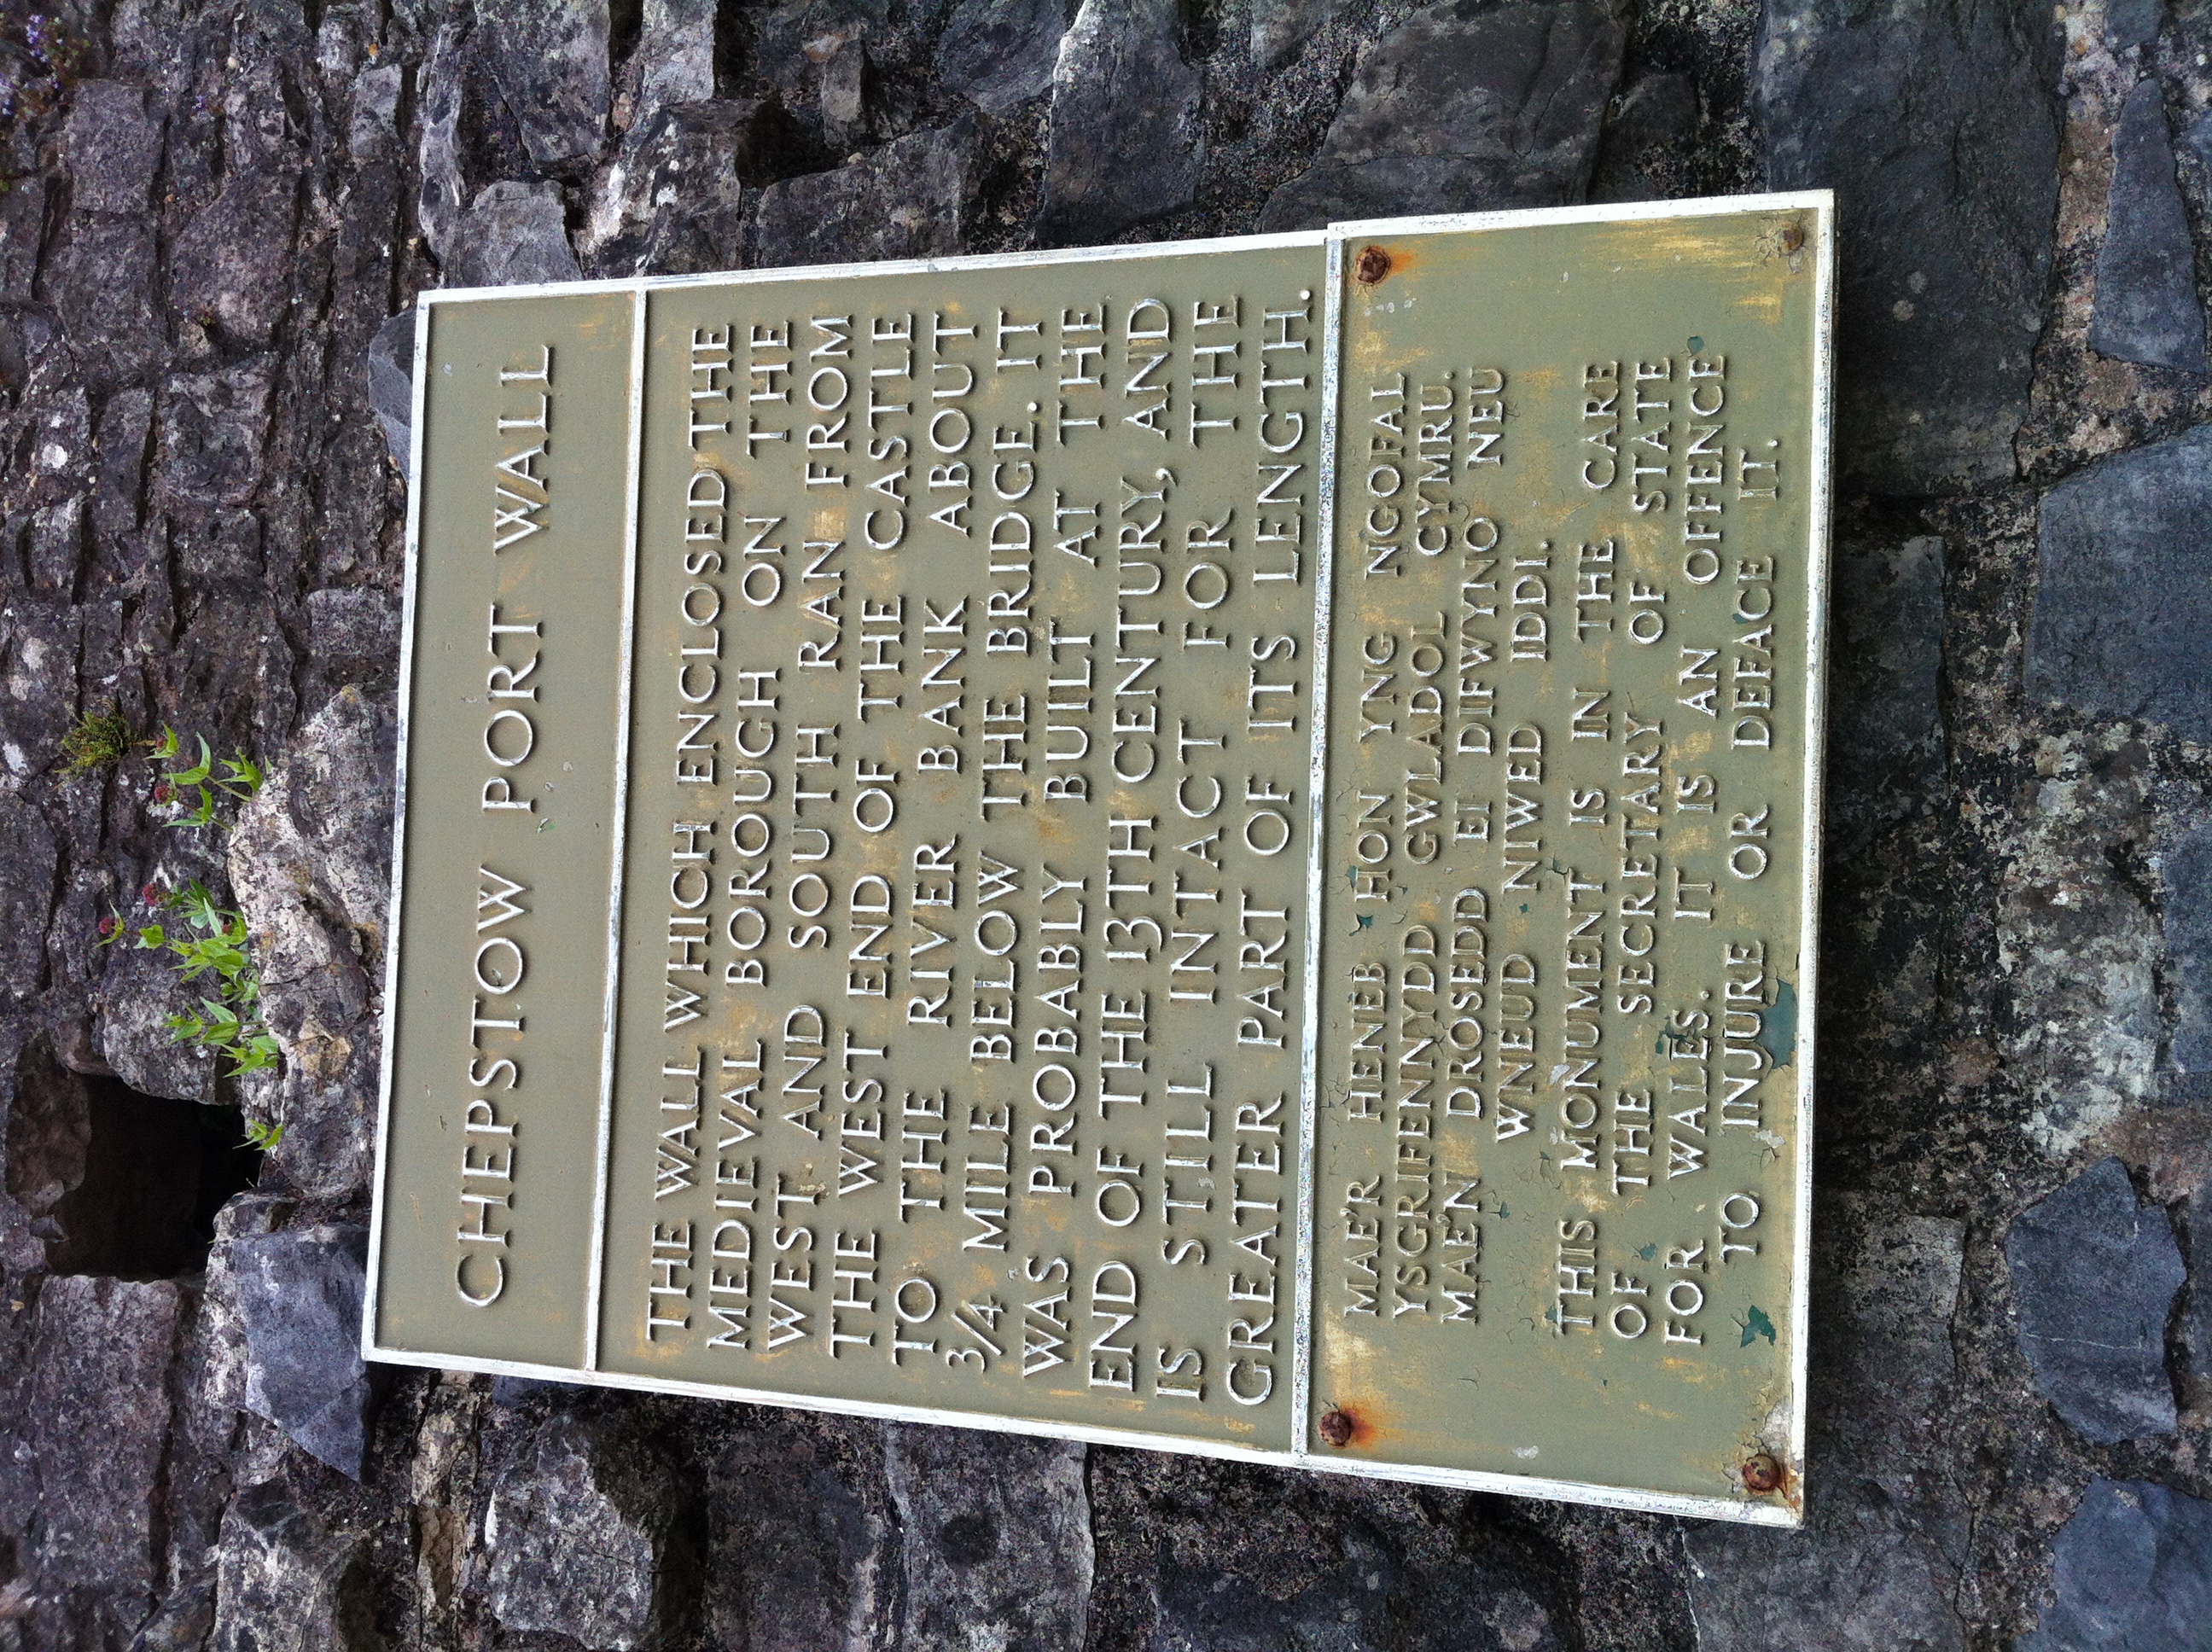 CHEPSTOW PORT WALL
THE WALL WHICH ENCLOSED THE
MEDIEVAL BOROUGH ON THE
WEST AND SOUTH RAN FROM
THE WEST END OF THE CASTLE
TO THE RIVER BANK ABOUT
3/4 MILE BELOW THE BRIDGE. IT
WAS PROBABLY BUILT AT THE
END OF THE 13TH CENTURY, AND
IS STILL INTACT FOR THE
GREATER PART OF ITS LENGTH.
MAE'R HENEB HON YNG NGOFAL
YSGRIFENNYDD GWLADOL CYMRU.
MAE'N DROSEDD EI DIFWYNO NEU
WNEUD NIWED IDDI.
THIS MONUMENT IS IN THE CARE
OF THE SECRETARY OF STATE
FOR WALES. IT IS AN OFFENCE
TO INJURE OR DEFACE IT.